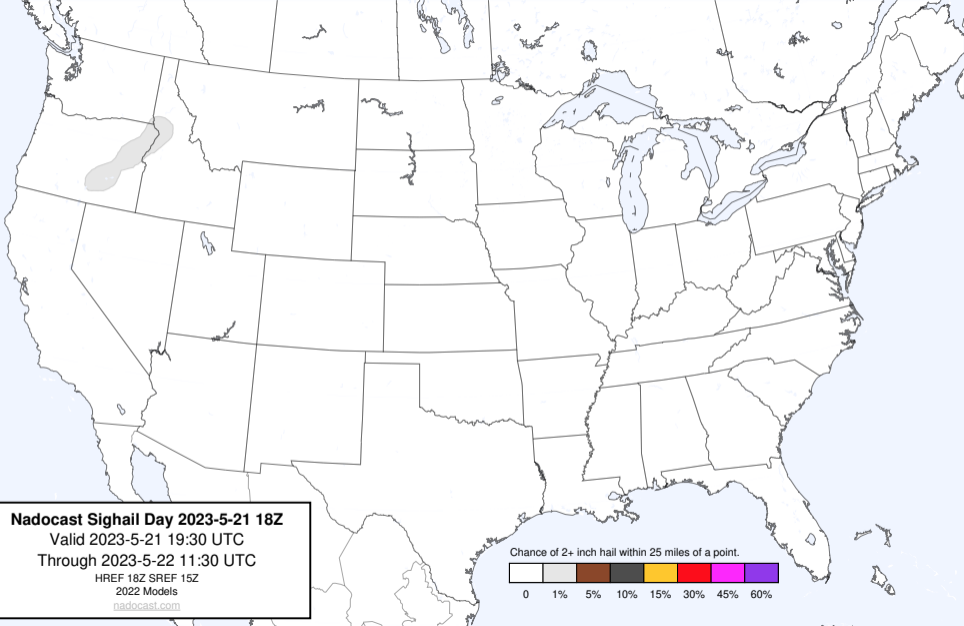 Nadocast Sighail Day 2023-5-21 18Z
Valid 2023-5-21 19:30 UTC
Through 2023-5-22 11:30 UTC
HREF 18Z SREF 15Z
2022 Models
nadocast.com
Chance of 2+ inch hail within 25 miles of a point.
0 1% 5% 10% 15% 30% 45% 60%